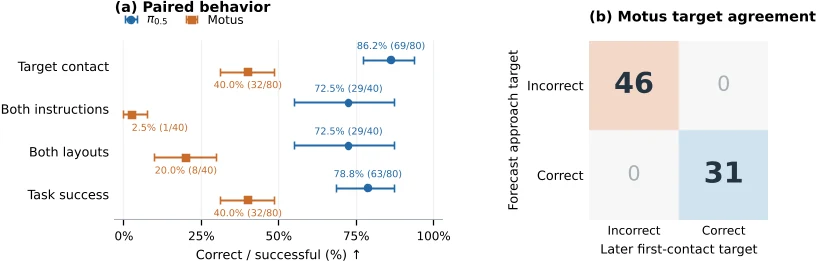 (a) Paired behavior
π0.5 Motus
Target contact
86.2% (69/80)
40.0% (32/80)
Both instructions
72.5% (29/40)
2.5% (1/40)
Both layouts
72.5% (29/40)
20.0% (8/40)
Task success
78.8% (63/80)
40.0% (32/80)
0% 25% 50% 75% 100%
Correct / successful (%) ↑
(b) Motus target agreement
Forecast approach target
Incorrect 46 0
Correct 0 31
Incorrect Correct
Later first-contact target